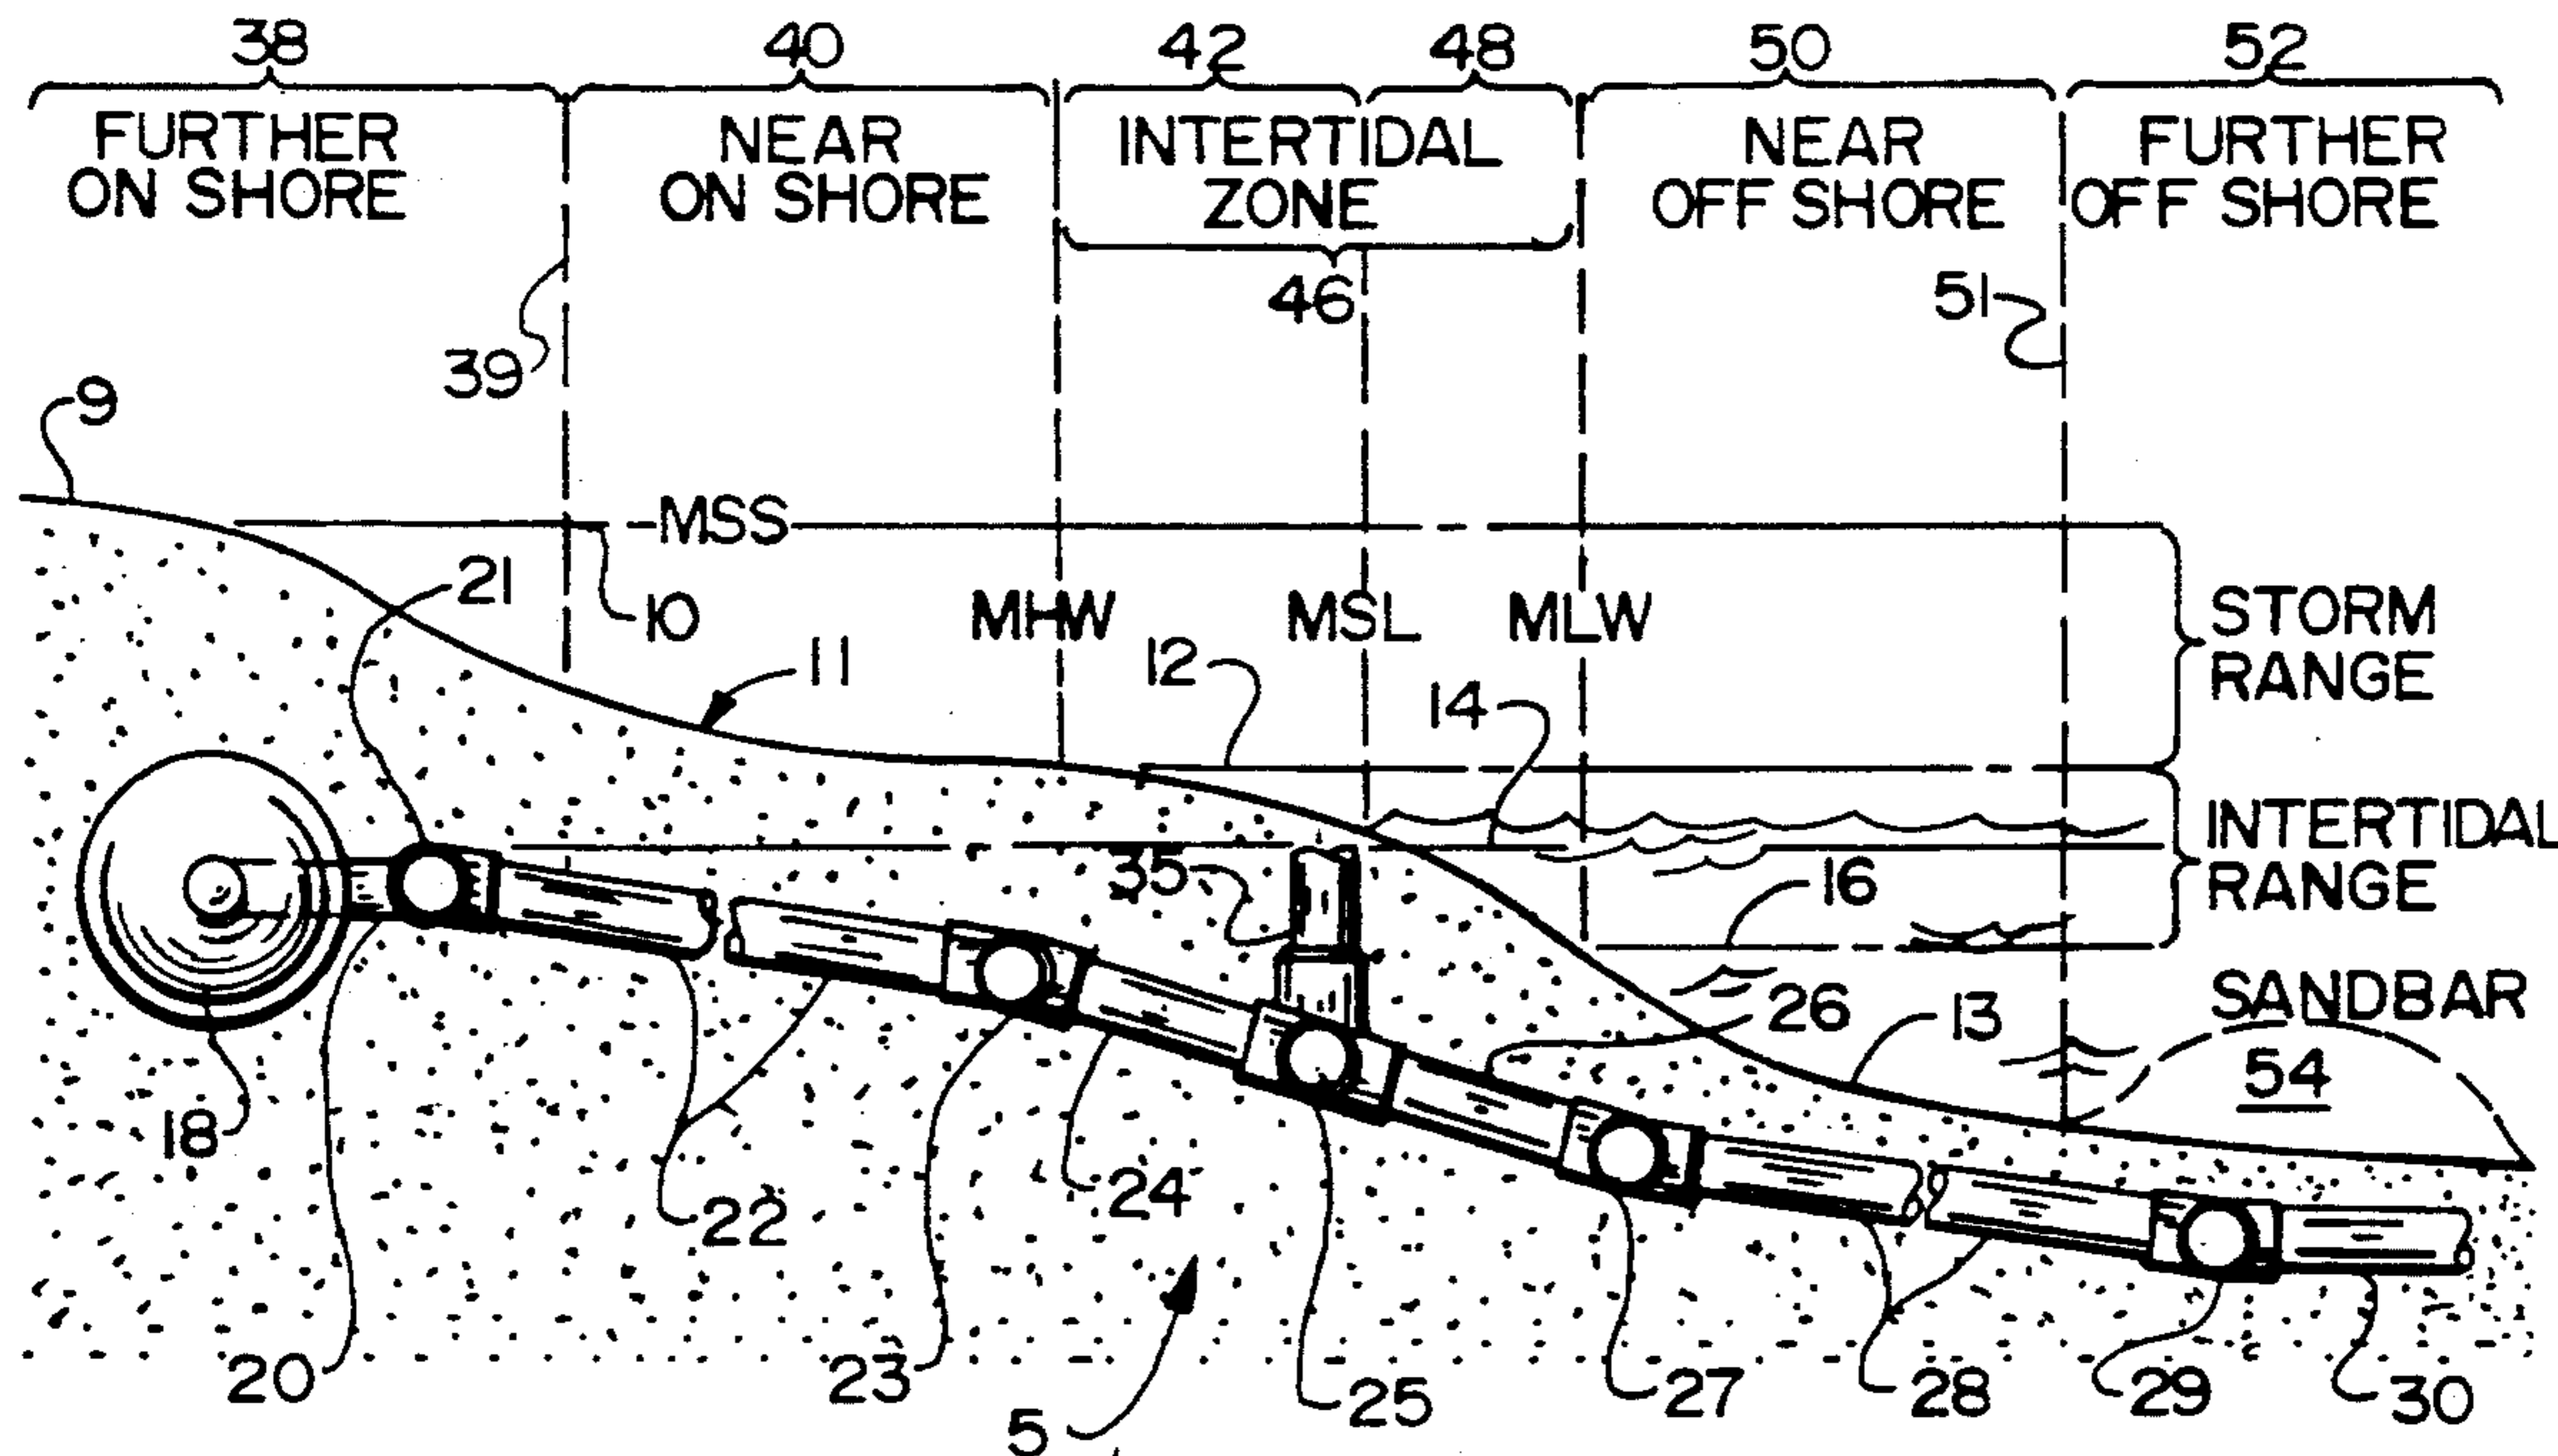 38 40 42 48 50 52
FURTHER
ON SHORE
NEAR
ON SHORE
INTERTIDAL
ZONE
NEAR
OFF SHORE
FURTHER
OFF SHORE
46
51
39
9
MSS
10
21
MHW
MSL
MLW
STORM
RANGE
11
12
14
INTERTIDAL
RANGE
35
16
SANDBAR
54
26
13
18
24
22
20
23
5
25
27
28
29
30